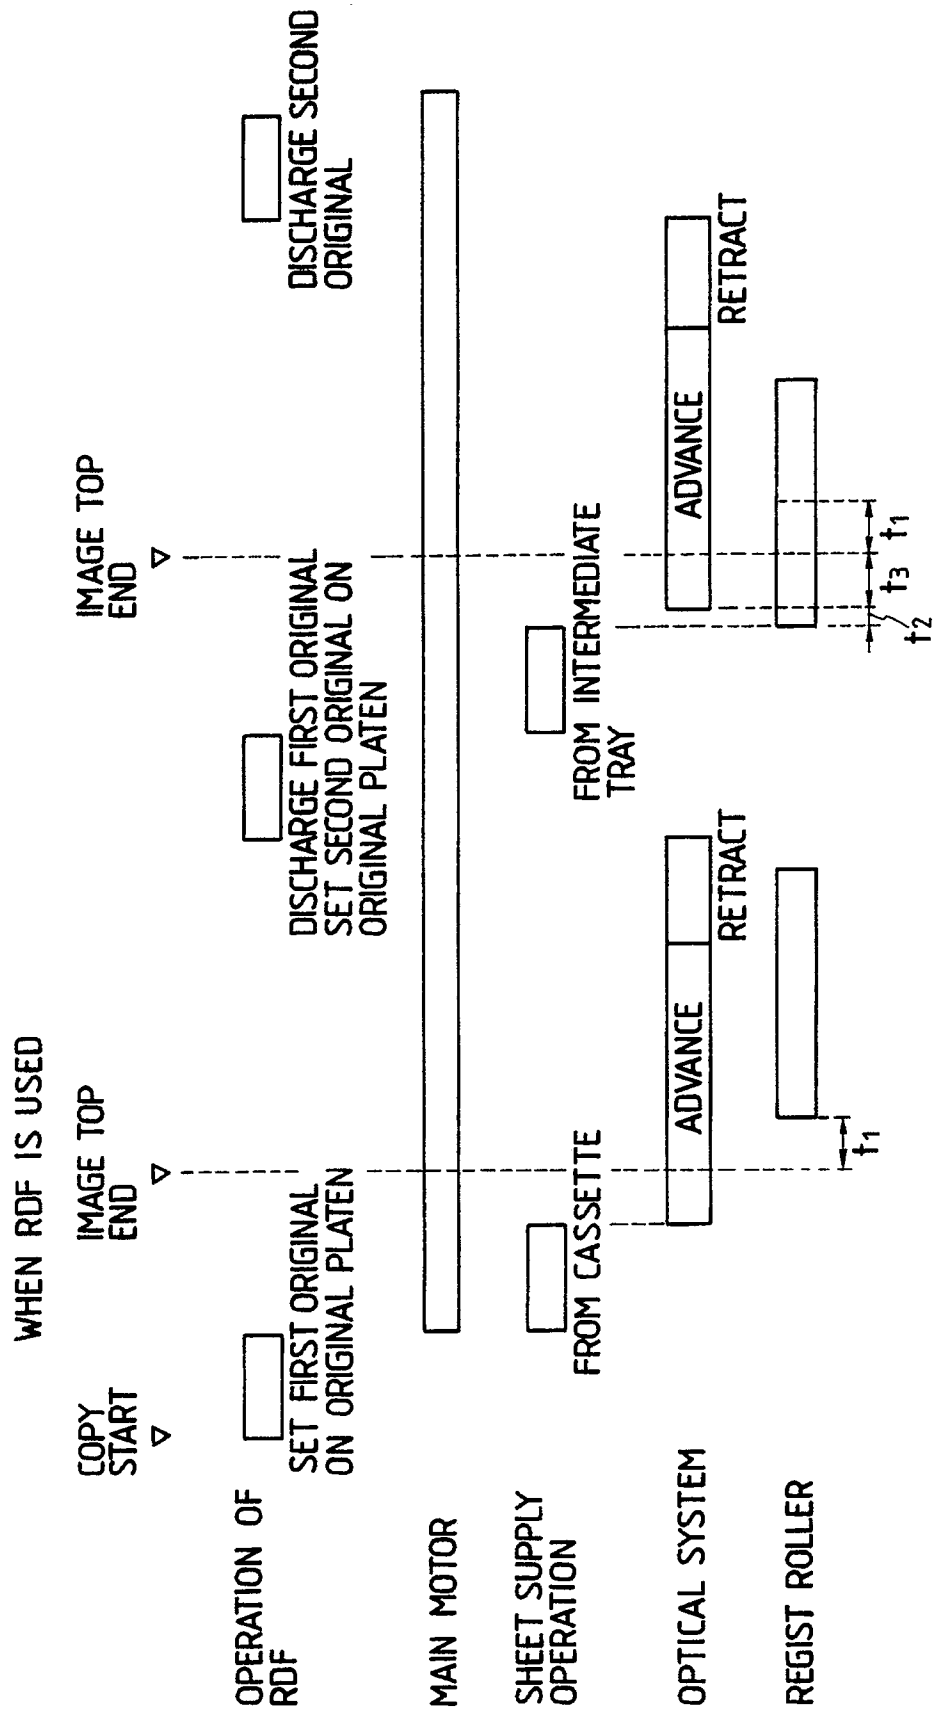 WHEN RDF IS USED
COPY
START
IMAGE TOP
END
IMAGE TOP
END
OPERATION OF
RDF
SET FIRST ORIGINAL
ON ORIGINAL PLATEN
DISCHARGE FIRST ORIGINAL
SET SECOND ORIGINAL ON
ORIGINAL PLATEN
DISCHARGE SECOND
ORIGINAL
MAIN MOTOR
SHEET SUPPLY
OPERATION
FROM CASSETTE
FROM INTERMEDIATE
TRAY
OPTICAL SYSTEM
ADVANCE
RETRACT
ADVANCE
RETRACT
REGIST ROLLER
t1
t2
t3
t1